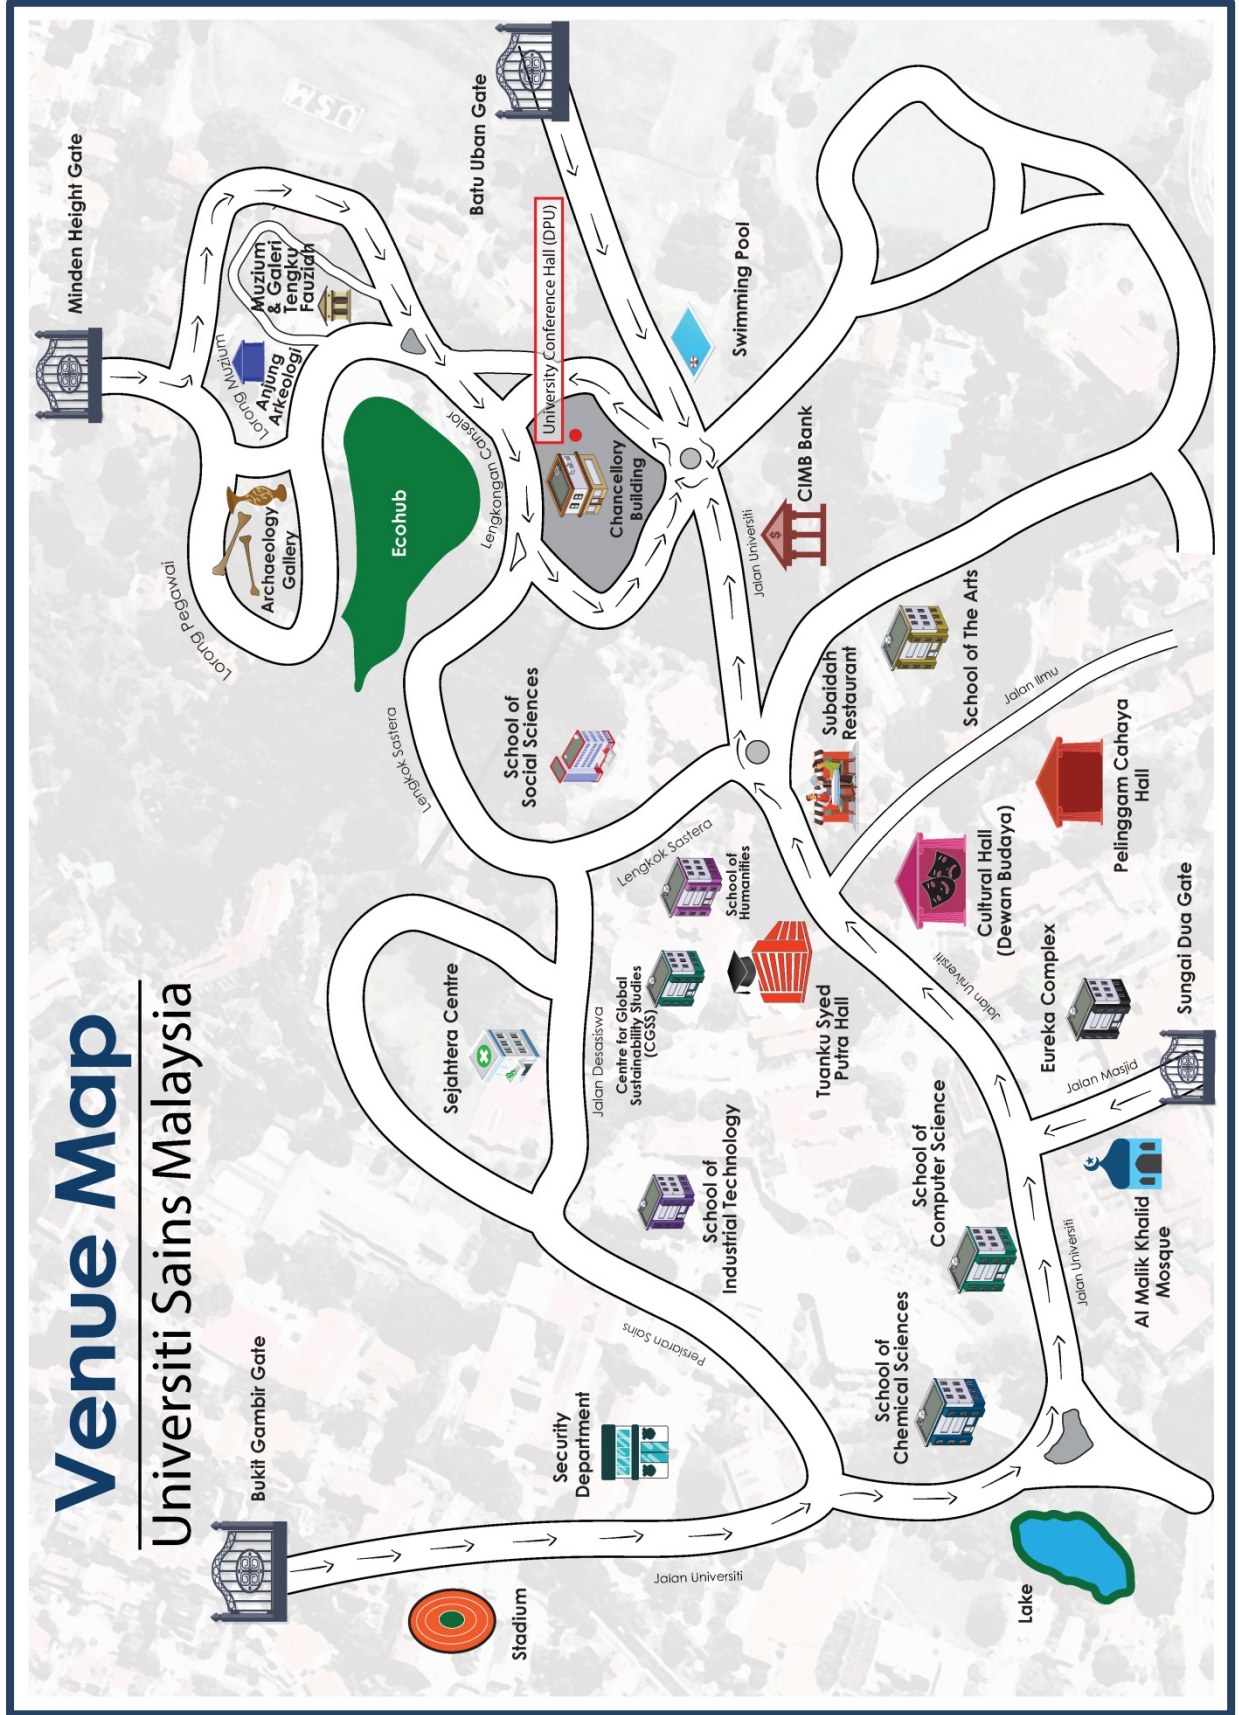 Venue Map
Universiti Sains Malaysia
Bukit Gambir Gate
Stadium
Security
Department
Jalan Universiti
Persiaran Sains
Lake
School of
Chemical Sciences
School of
Industrial Technology
School of
Computer Science
Jalan Universiti
Al Malik Khalid
Mosque
Jalan Masjid
Sungai Dua Gate
Eureka Complex
Sejahtera Centre
Jalan Desasiswa
Centre for Global
Sustainability Studies
(CGSS)
Tuanku Syed
Putra Hall
School of
Humanities
Lengkok Sastera
Jalan Universiti
Cultural Hall
(Dewan Budaya)
Pelinggam Cahaya
Hall
Lengkok Sastera
School of
Social Sciences
Subaidah
Restaurant
School of The Arts
Jalan Ilmu
Lorong Pegawai
Archaeology
Gallery
Ecohub
Lengkongan Canselor
Chancellory
Building
University Conference Hall (DPU)
Jalan Universiti
CIMB Bank
$
Swimming Pool
Minden Height Gate
Lorong Muzium
Anjung
Arkeologi
Muzium
& Galeri
Tengku
Fauziah
Batu Uban Gate
USM